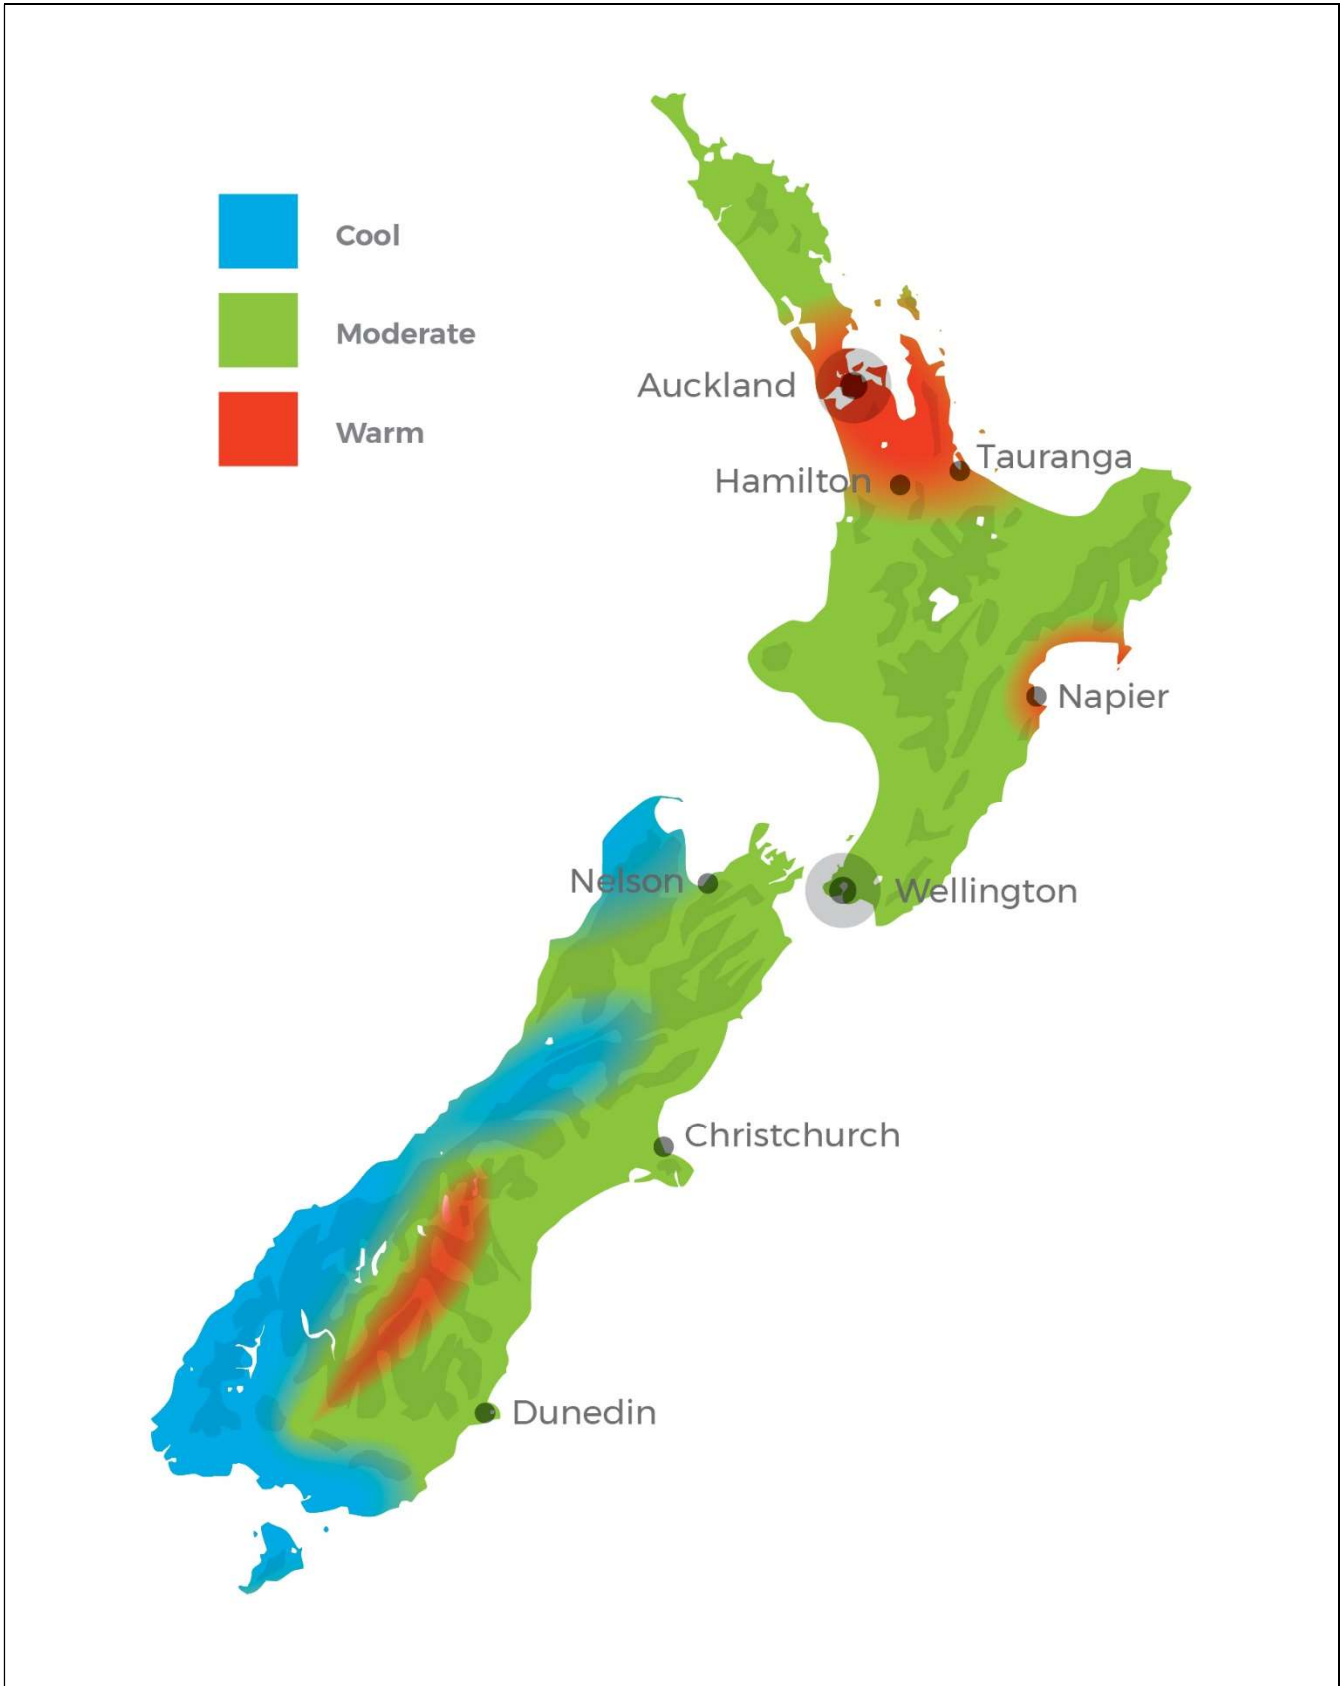 Cool
Moderate
Warm
Auckland
Tauranga
Hamilton
Napier
Nelson
Wellington
Christchurch
Dunedin